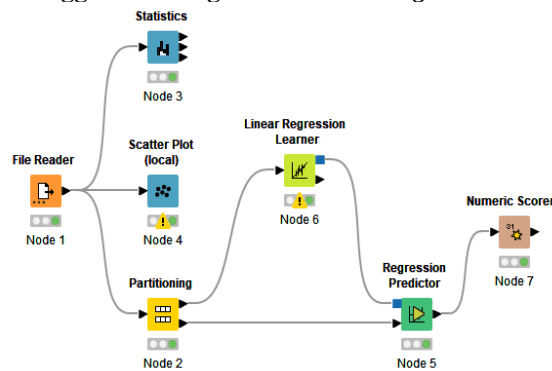 Statistics
Node 3
Linear Regression
Learner
Scatter Plot
(local)
File Reader
Node 1
Node 4
Node 6
Numeric Scorer
31
Node 7
Partitioning
Regression
Predictor
Node 2
Node 5